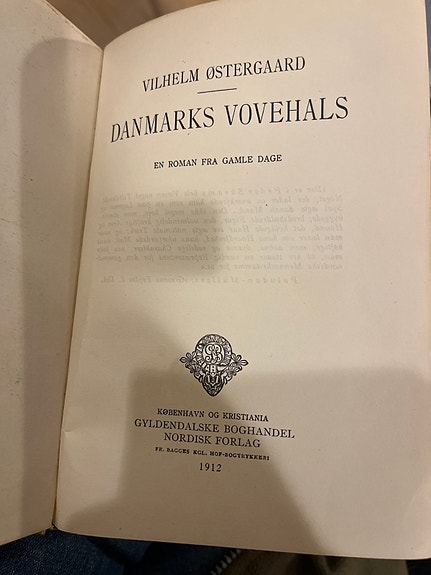 VILHELM ØSTERGAARD
DANMARKS VOVEHALS
EN ROMAN FRA GAMLE DAGE
KØBENHAVN OG KRISTIANIA
GYLDENDALSKE BOGHANDEL
NORDISK FORLAG
FR. BAGGES KGL. HOF-BOGTRYKKERI
1912